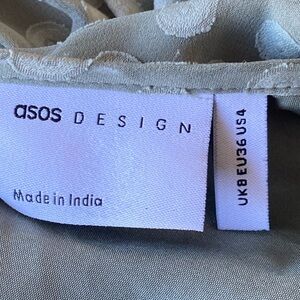 asos DESIGN
Made in India
UK8 EU36 US4